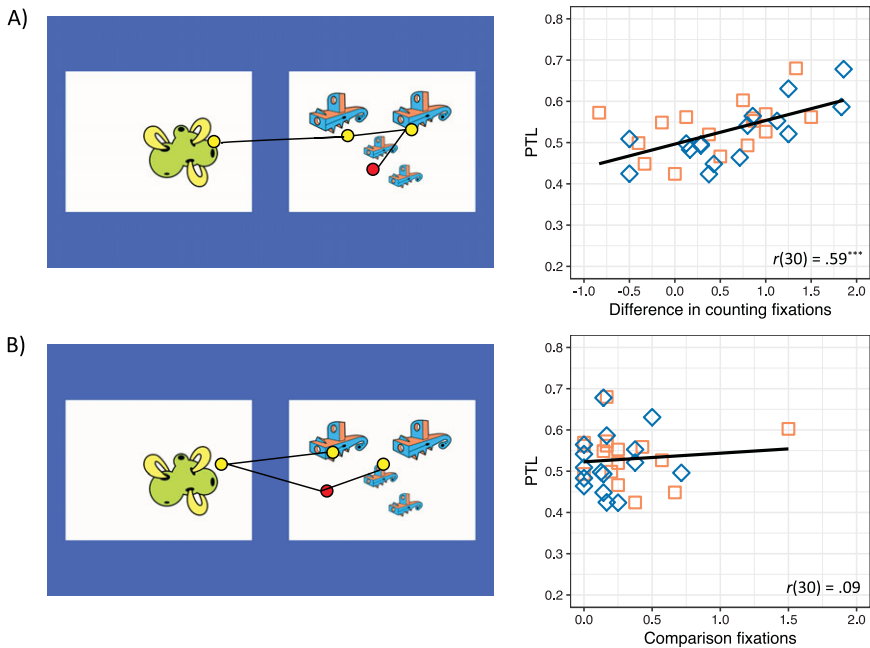 A)
0.8
0.7
0.6
0.5
0.4
0.3
0.2
PTL
r(30) = .59***
-1.0 -0.5 0.0 0.5 1.0 1.5 2.0
Difference in counting fixations
B)
0.8
0.7
0.6
0.5
0.4
0.3
0.2
PTL
r(30) = .09
0.0 0.5 1.0 1.5 2.0
Comparison fixations